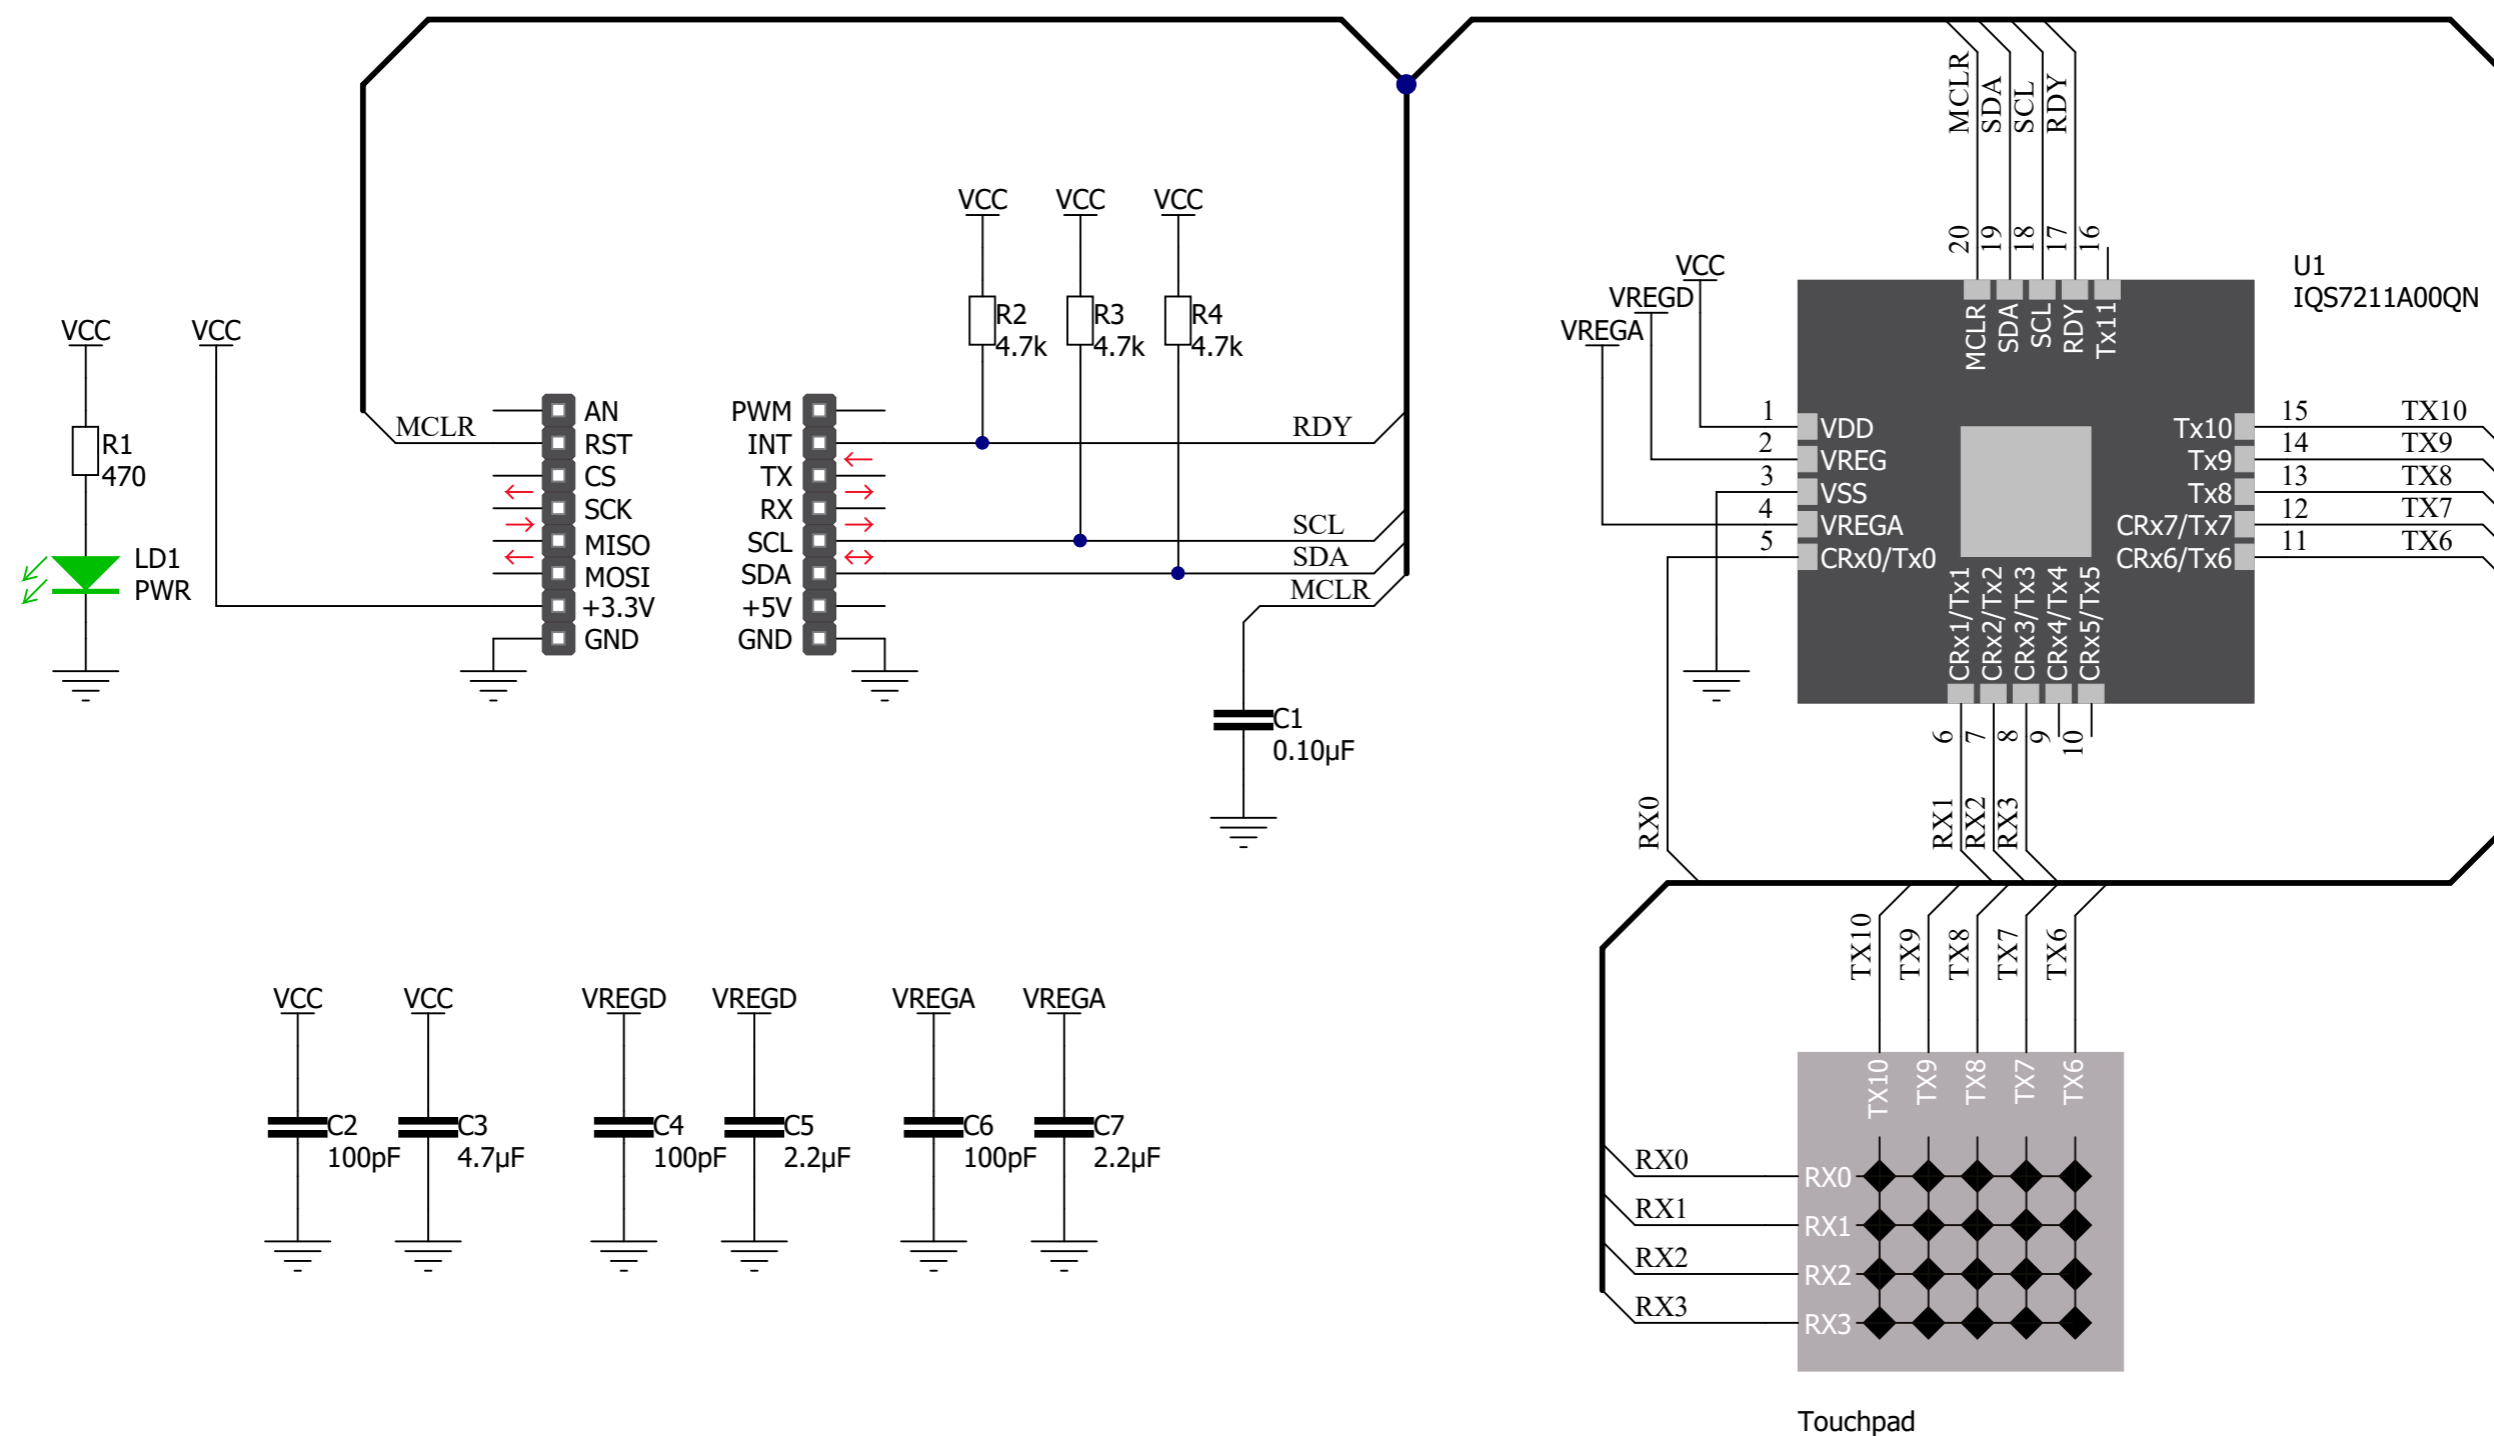 MCLR
SDA
SCL
RDY
VCC
VCC
VCC
20
19
18
17
16
VCC
VREGD
VREGA
U1
IQS7211A00QN
R2
4.7k
R3
4.7k
R4
4.7k
VCC
VCC
MCLR
SDA
SCL
RDY
Tx11
R1
470
LD1
PWR
MCLR
AN
RST
CS
SCK
MISO
MOSI
+3.3V
GND
PWM
INT
TX
RX
SCL
SDA
+5V
GND
RDY
SCL
SDA
MCLR
C1
0.10µF
1
2
3
4
5
VDD
VREG
VSS
VREGA
CRx0/Tx0
Tx10
Tx9
Tx8
CRx7/Tx7
CRx6/Tx6
15
14
13
12
11
TX10
TX9
TX8
TX7
TX6
CRx1/Tx1
CRx2/Tx2
CRx3/Tx3
CRx4/Tx4
CRx5/Tx5
6
7
8
9
10
RX0
RX1
RX2
RX3
TX10
TX9
TX8
TX7
TX6
VCC
VCC
VREGD
VREGD
VREGA
VREGA
C2
100pF
C3
4.7µF
C4
100pF
C5
2.2µF
C6
100pF
C7
2.2µF
TX10
TX9
TX8
TX7
TX6
RX0
RX1
RX2
RX3
RX0
RX1
RX2
RX3
Touchpad